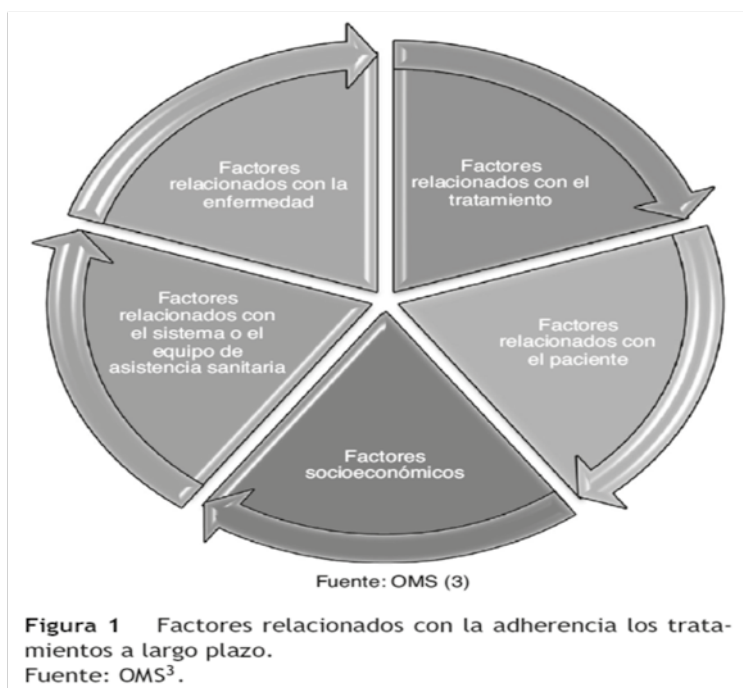 Factores
relacionados con la
enfermedad
Factores
relacionados con el
tratamiento
Factores
relacionados con
el sistema o el
equipo de
asistencia sanitaria
Factores
relacionados con
el paciente
Factores
socioeconómicos
Fuente: OMS (3)
Figura 1 Factores relacionados con la adherencia los trata-
mientos a largo plazo.
Fuente: OMS³.